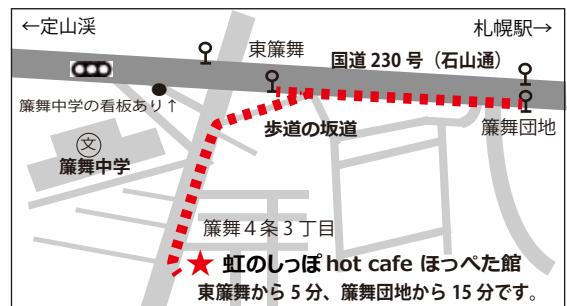 ←定山渓
札幌駅→
東簾舞
国道 230 号（石山通）
簾舞中学の看板あり↑
歩道の坂道
簾舞団地
文
簾舞中学
簾舞４条３丁目
★ 虹のしっぽ hot cafe ほっぺた館
東簾舞から 5 分、簾舞団地から 15 分です。